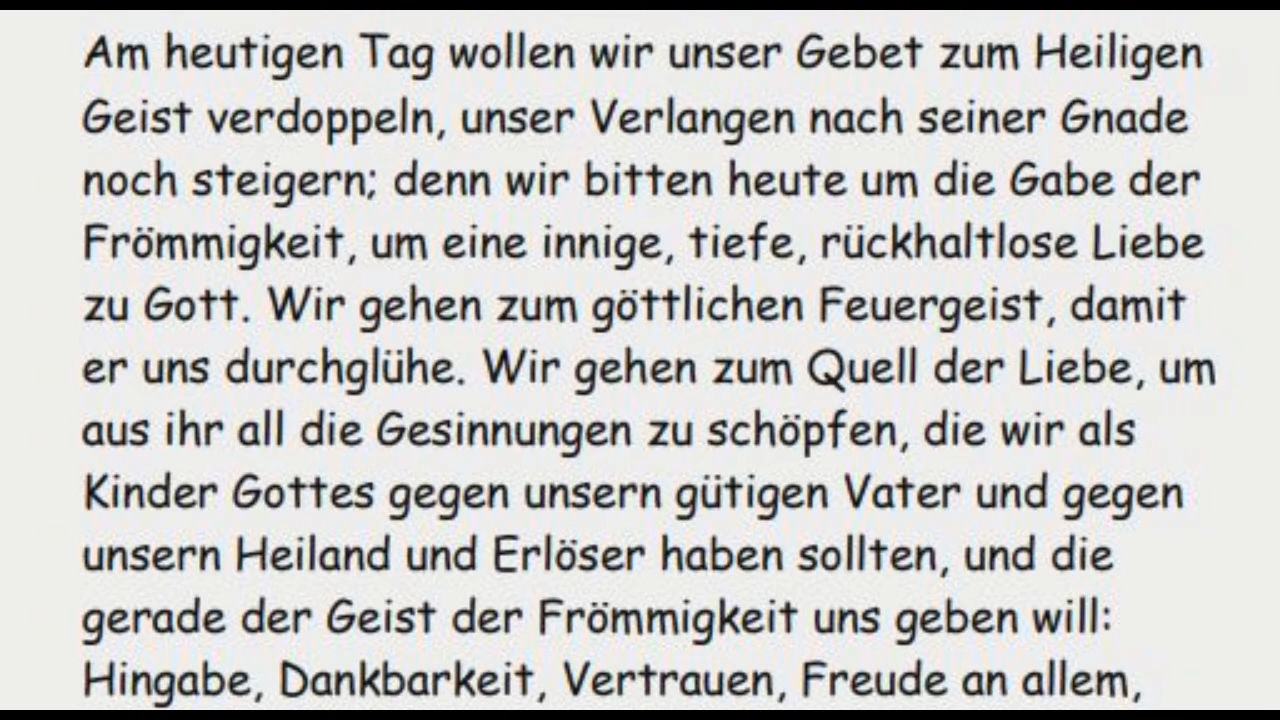 Am heutigen Tag wollen wir unser Gebet zum Heiligen
Geist verdoppeln, unser Verlangen nach seiner Gnade
noch steigern; denn wir bitten heute um die Gabe der
Frömmigkeit, um eine innige, tiefe, rückhaltlose Liebe
zu Gott. Wir gehen zum göttlichen Feuergeist, damit
er uns durchglühe. Wir gehen zum Quell der Liebe, um
aus ihr all die Gesinnungen zu schöpfen, die wir als
Kinder Gottes gegen unsern gütigen Vater und gegen
unsern Heiland und Erlöser haben sollten, und die
gerade der Geist der Frömmigkeit uns geben will:
Hingabe, Dankbarkeit, Vertrauen, Freude an allem,